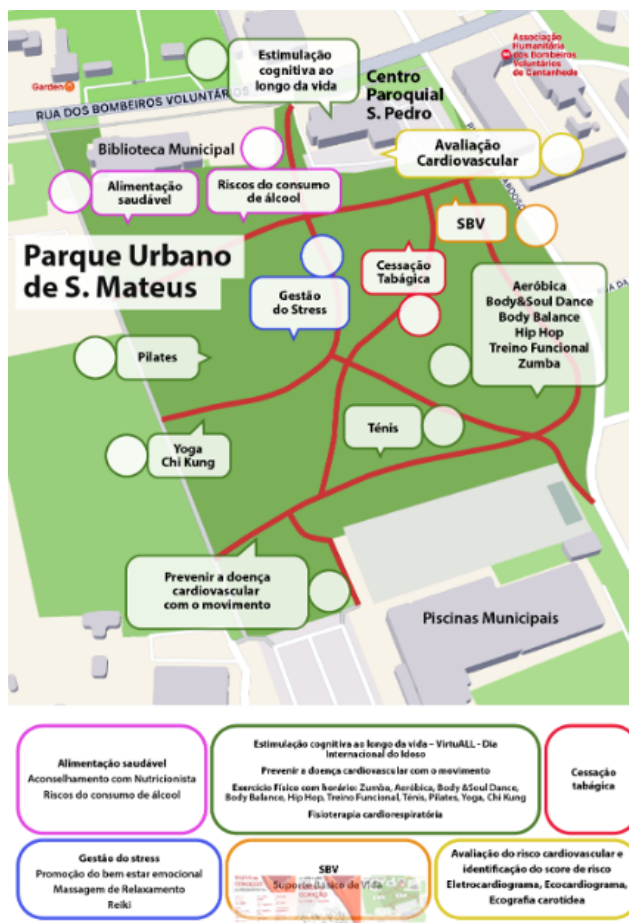 Estimulação
cognitiva ao
longo da vida
Associação
Humanitária
dos Bombeiros
Voluntários
de Cantanhede
Garden
RUA DOS BOMBEIROS VOLUNTÁRIOS
Centro
Paroquial
S. Pedro
Biblioteca Municipal
Avaliação
Cardiovascular
Alimentação
saudável
Riscos do consumo
de álcool
SBV
Parque Urbano
de S. Mateus
Cessação
Tabágica
Gestão
do Stress
Aeróbica
Body&Soul Dance
Body Balance
Hip Hop
Treino Funcional
Zumba
RUA DA
Pilates
Ténis
Yoga
Chi Kung
Prevenir a doença
cardiovascular
com o movimento
Piscinas Municipais
Alimentação saudável
Aconselhamento com Nutricionista
Riscos do consumo de álcool
Estimulação cognitiva ao longo da vida – VirtuALL - Dia
Internacional do Idoso
Prevenir a doença cardiovascular com o movimento
Exercício Físico com horário: Zumba, Aeróbica, Body &Soul Dance,
Body Balance, Hip Hop, Treino Funcional, Ténis, Pilates, Yoga, Chi Kung
Fisioterapia cardiorespiratória
Cessação
tabágica
Gestão do stress
Promoção do bem estar emocional
Massagem de Relaxamento
Reiki
SBV
Suporte Básico de Vida
Avaliação do risco cardiovascular e
identificação do score de risco
Eletrocardiograma, Ecocardiograma,
Ecografia carotídea